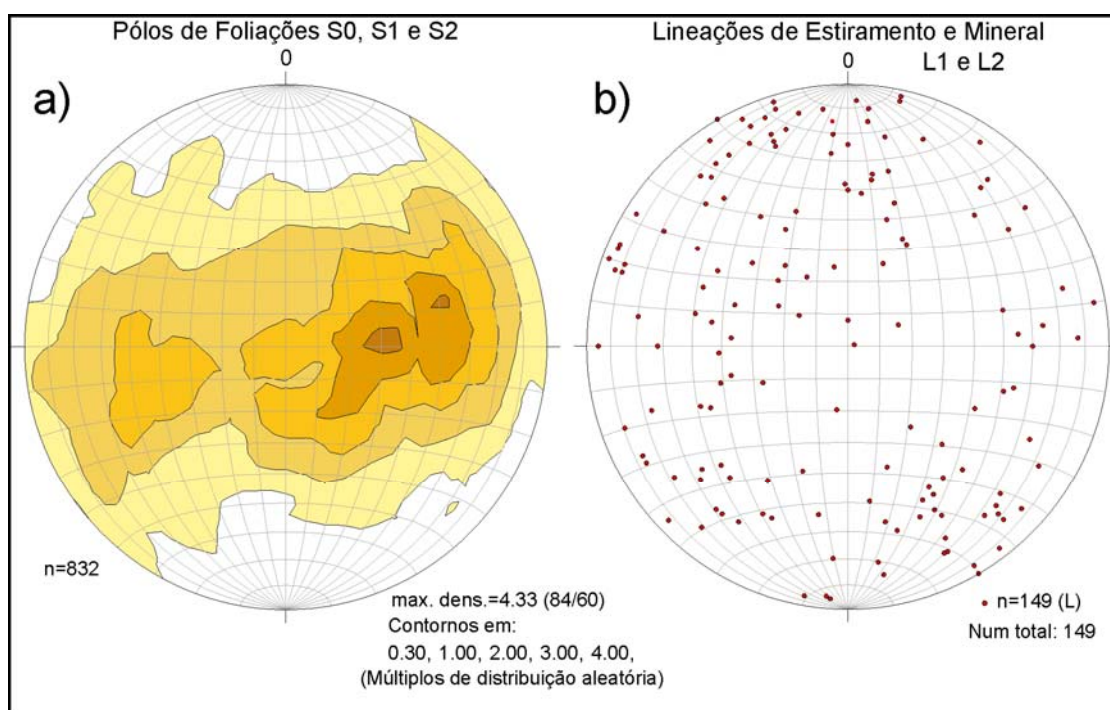 Pólos de Foliações S0, S1 e S2
0
a)
n=832
max. dens.=4.33 (84/60)
Contornos em:
0.30, 1.00, 2.00, 3.00, 4.00,
(Múltiplos de distribuição aleatória)
Lineações de Estiramento e Mineral
L1 e L2
0
b)
n=149 (L)
Num total: 149